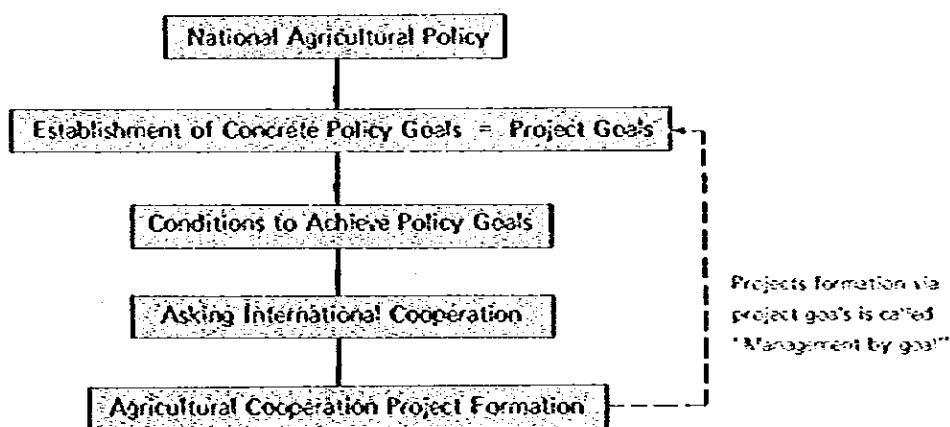 National Agricultural Policy
Establishment of Concrete Policy Goals = Project Goals
Conditions to Achieve Policy Goals
Asking International Cooperation
Agricultural Cooperation Project Formation
Projects formation via
project goals is called
"Management by goal"